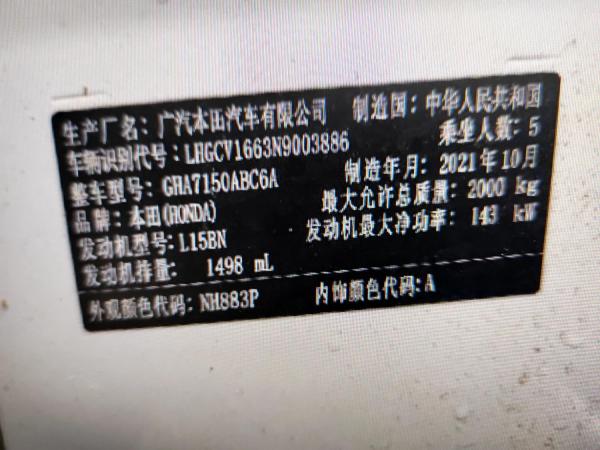 生产厂名：广汽本田汽车有限公司 制造国：中华人民共和国
车辆识别代号：LHGCV1663N9003886 乘坐人数：5
整车型号：GHA7150ABC6A 制造年月：2021年10月
品牌：本田(HONDA) 最大允许总质量：2000 kg
发动机型号：L15BN 发动机最大净功率：143 kW
发动机排量： 1498 mL
外观颜色代码：NH883P 内饰颜色代码：A